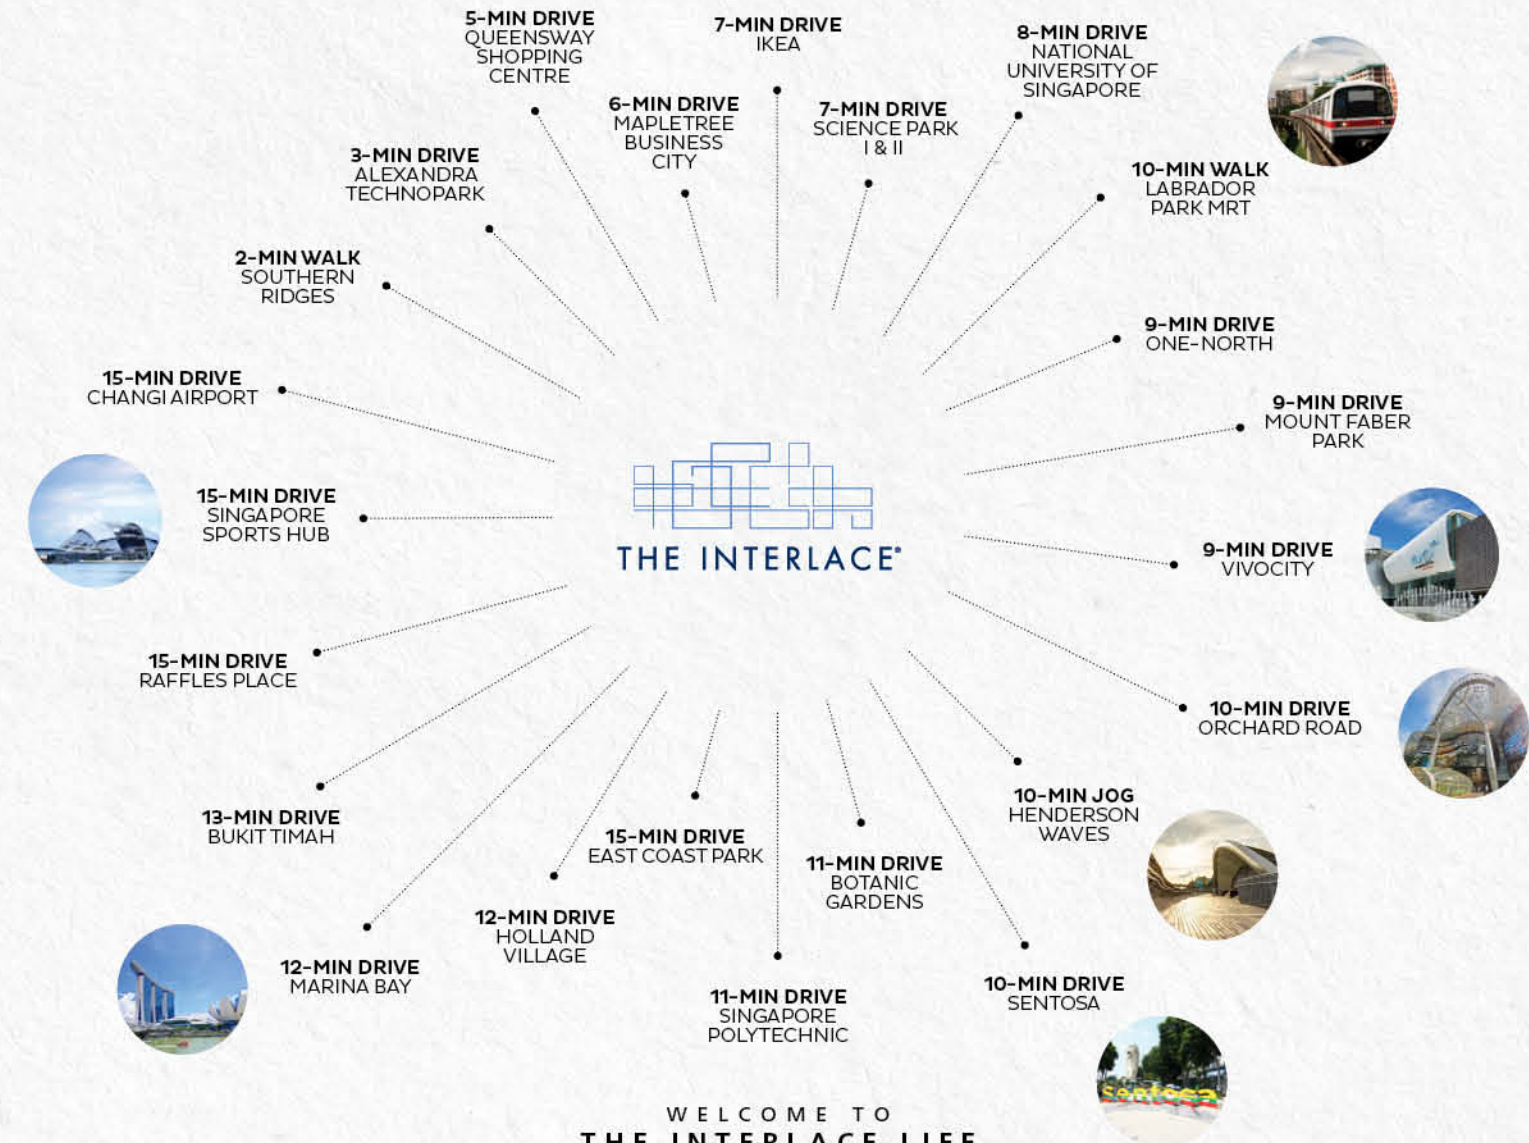 5-MIN DRIVE
QUEENSWAY
SHOPPING
CENTRE
7-MIN DRIVE
IKEA
8-MIN DRIVE
NATIONAL
UNIVERSITY OF
SINGAPORE
6-MIN DRIVE
MAPLETREE
BUSINESS
CITY
7-MIN DRIVE
SCIENCE PARK
I & II
3-MIN DRIVE
ALEXANDRA
TECHNOPARK
10-MIN WALK
LABRADOR
PARK MRT
2-MIN WALK
SOUTHERN
RIDGES
9-MIN DRIVE
ONE-NORTH
15-MIN DRIVE
CHANGI AIRPORT
9-MIN DRIVE
MOUNT FABER
PARK
15-MIN DRIVE
SINGAPORE
SPORTS HUB
THE INTERLACE®
9-MIN DRIVE
VIVOCITY
15-MIN DRIVE
RAFFLES PLACE
10-MIN DRIVE
ORCHARD ROAD
13-MIN DRIVE
BUKIT TIMAH
10-MIN JOG
HENDERSON
WAVES
15-MIN DRIVE
EAST COAST PARK
11-MIN DRIVE
BOTANIC
GARDENS
12-MIN DRIVE
HOLLAND
VILLAGE
12-MIN DRIVE
MARINA BAY
11-MIN DRIVE
SINGAPORE
POLYTECHNIC
10-MIN DRIVE
SENTOSA
sentosa
WELCOME TO
THE INTERLACE LIFE